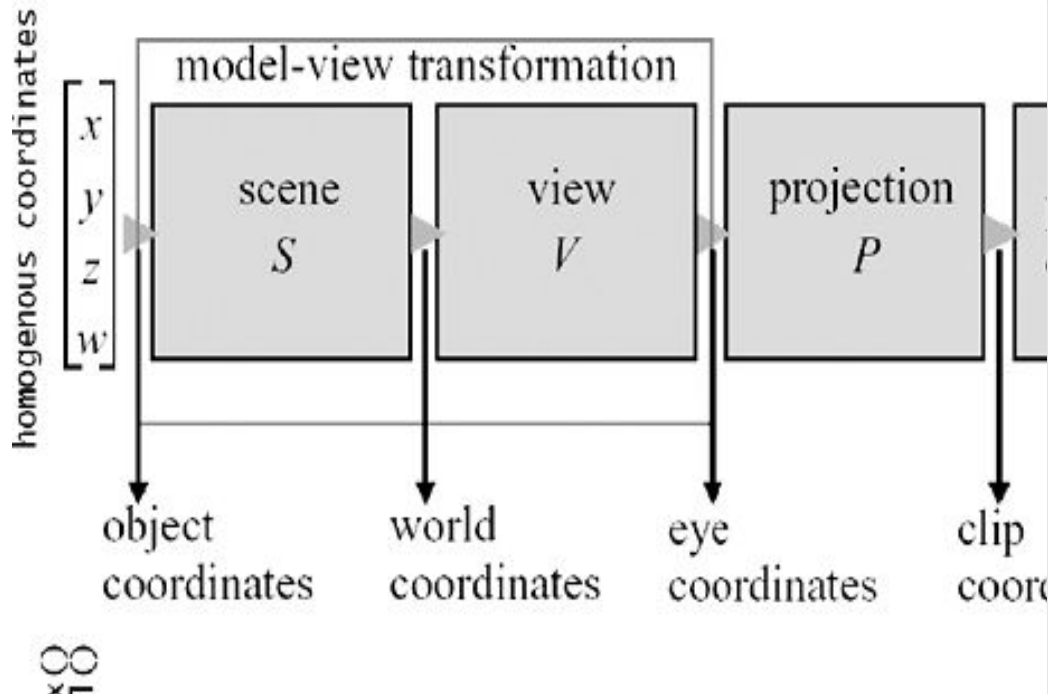 homogenous coordinates
model-view transformation
x
y
z
w
scene
S
view
V
projection
P
object
coordinates
world
coordinates
eye
coordinates
clip